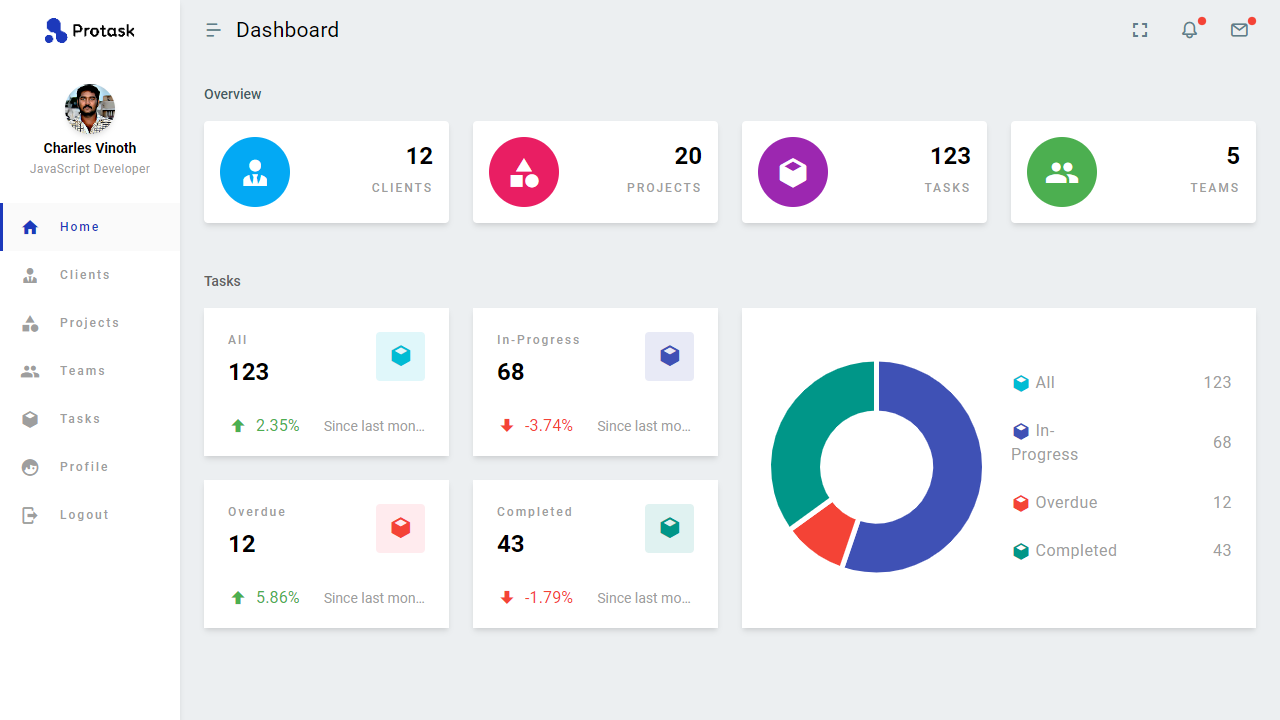 Protask
Charles Vinoth
JavaScript Developer
Home
Clients
Projects
Teams
Tasks
Profile
Logout
Dashboard
Overview
12
CLIENTS
20
PROJECTS
123
TASKS
5
TEAMS
Tasks
All
123
2.35% Since last mon...
In-Progress
68
-3.74% Since last mo...
Overdue
12
5.86% Since last mon...
Completed
43
-1.79% Since last mo...
All 123
In-
Progress 68
Overdue 12
Completed 43